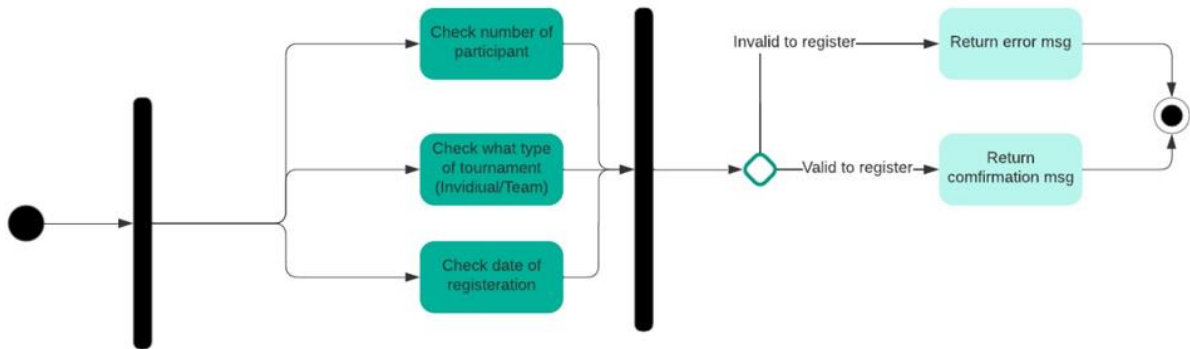 Check number of
participant
Check what type
of tournament
(Invidiual/Team)
Check date of
registeration
Invalid to register
Return error msg
Valid to register
Return
comfirmation msg